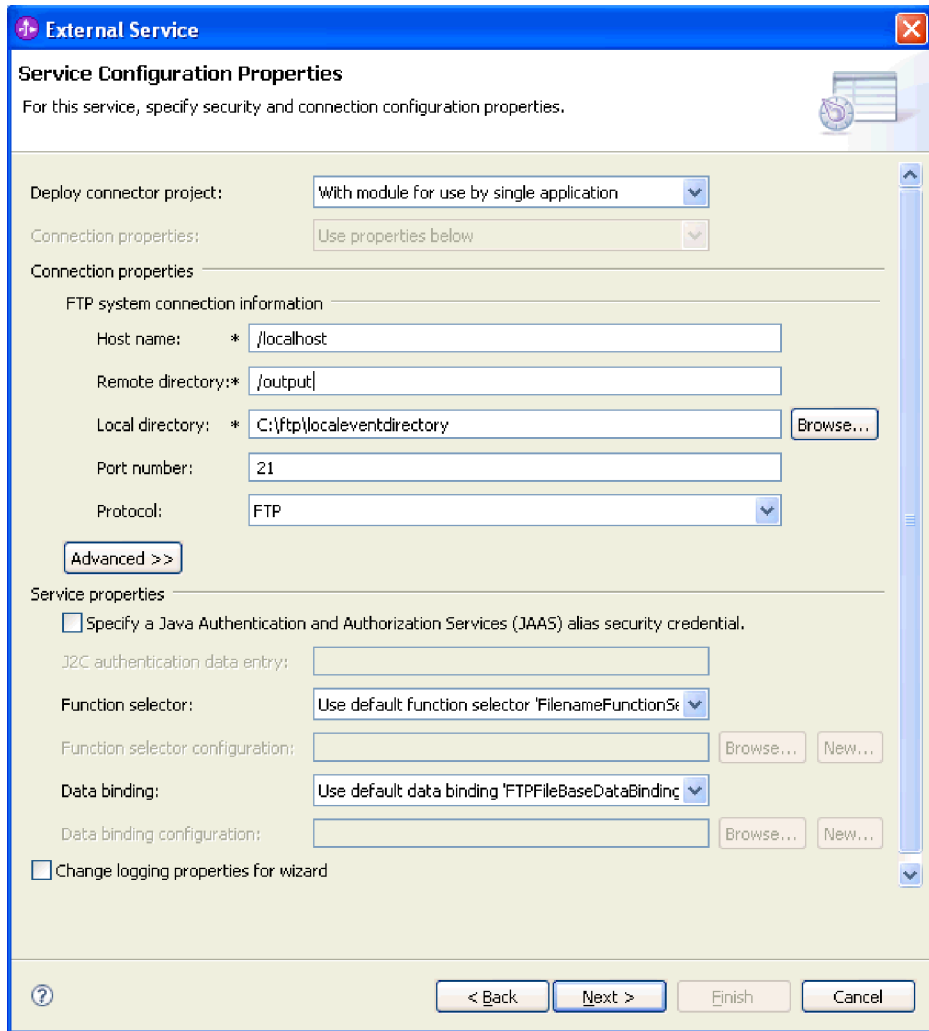 External Service
Service Configuration Properties
For this service, specify security and connection configuration properties.
Deploy connector project: With module for use by single application
Connection properties: Use properties below
Connection properties
FTP system connection information
Host name: * /localhost
Remote directory:* /output
Local directory: * C:\ftp\localeventdirectory Browse...
Port number: 21
Protocol: FTP
Advanced >>
Service properties
Specify a Java Authentication and Authorization Services (JAAS) alias security credential.
J2C authentication data entry:
Function selector: Use default function selector 'FilenameFunctionSe
Function selector configuration: Browse... New...
Data binding: Use default data binding 'FTPFileBaseDataBinding
Data binding configuration: Browse... New...
Change logging properties for wizard
? < Back Next > Finish Cancel